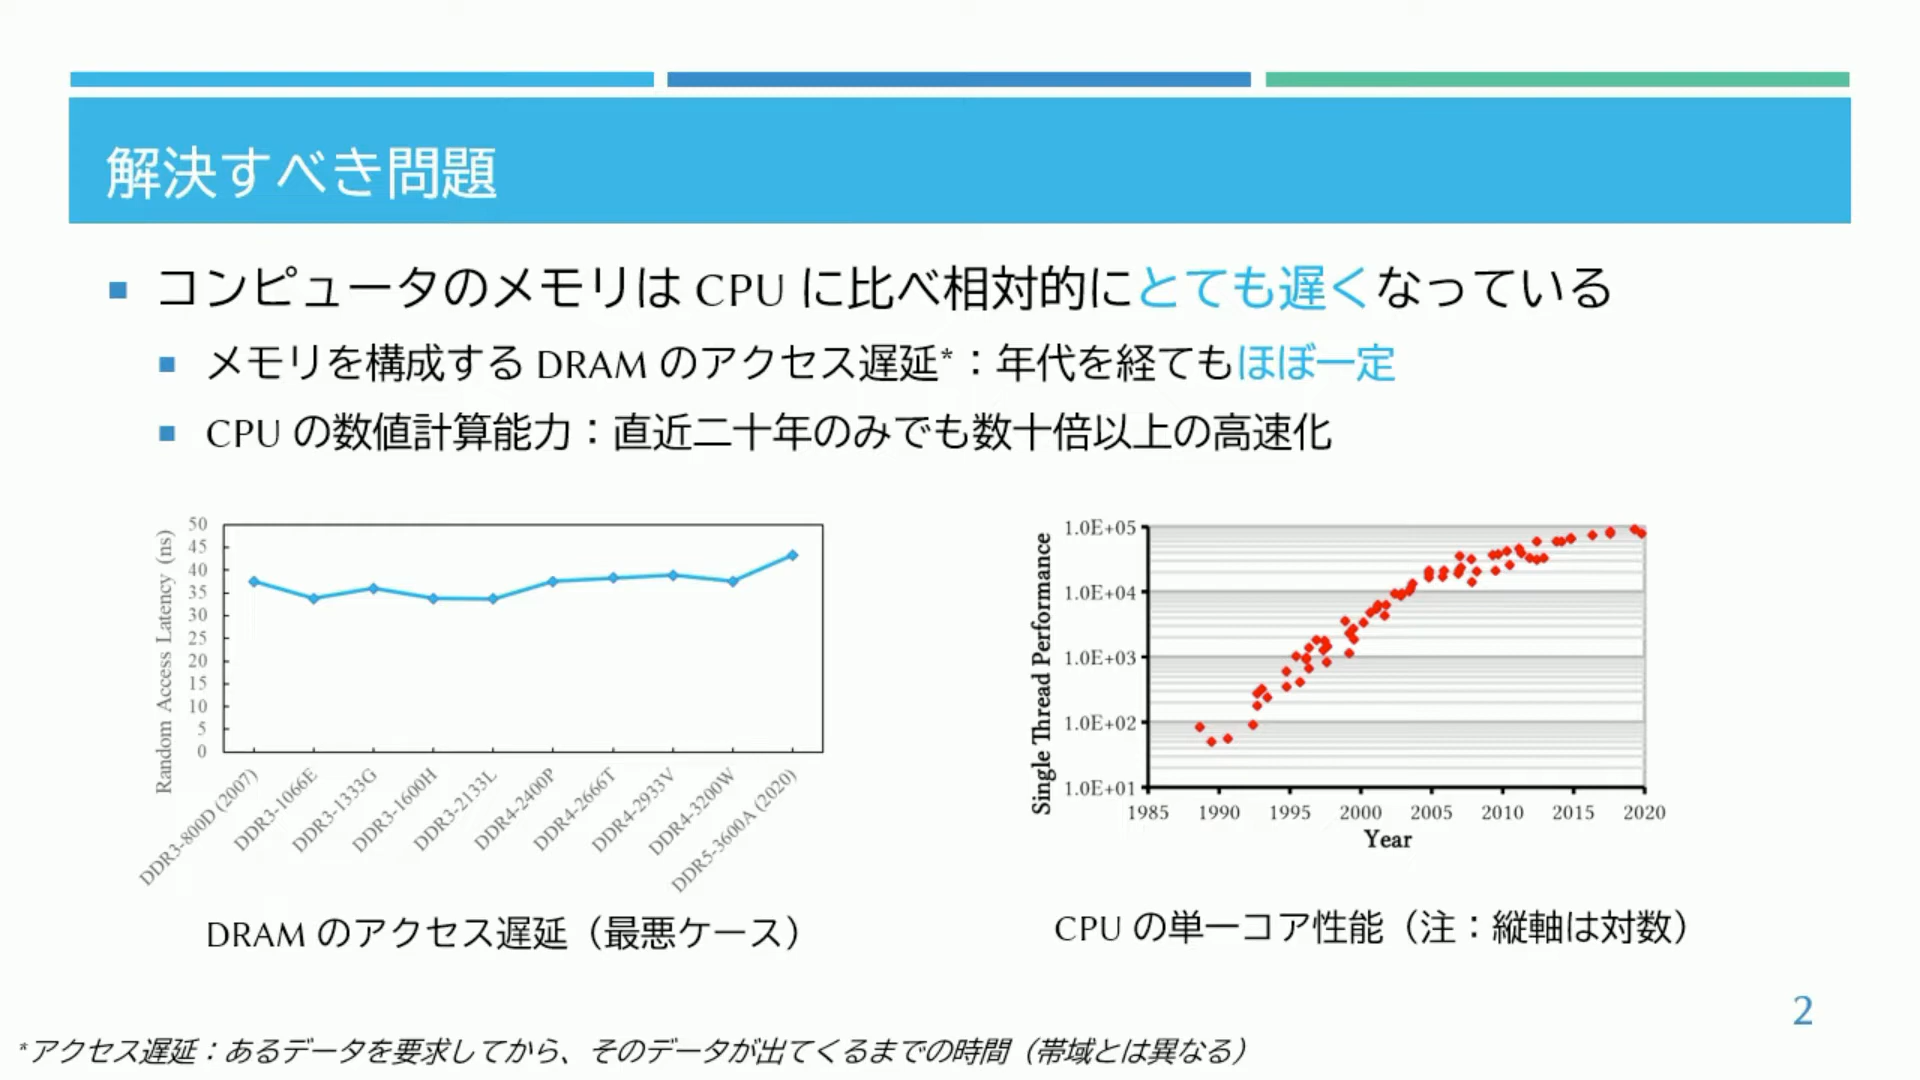 解決すべき問題
コンピュータのメモリは CPU に比べ相対的にとても遅くなっている
メモリを構成する DRAM のアクセス遅延*：年代を経てもほぼ一定
CPU の数値計算能力：直近二十年のみでも数十倍以上の高速化
Random Access Latency (ns)
50
45
40
35
30
25
20
15
10
5
0
DDR3-800D (2007)
DDR3-1066E
DDR3-1333G
DDR3-1600H
DDR3-2133L
DDR4-2400P
DDR4-2666T
DDR4-2933V
DDR4-3200W
DDR5-3600A (2020)
DRAM のアクセス遅延（最悪ケース）
Single Thread Performance
1.0E+05
1.0E+04
1.0E+03
1.0E+02
1.0E+01
1985 1990 1995 2000 2005 2010 2015 2020
Year
CPU の単一コア性能（注：縦軸は対数）
2
*アクセス遅延：あるデータを要求してから、そのデータが出てくるまでの時間（帯域とは異なる）